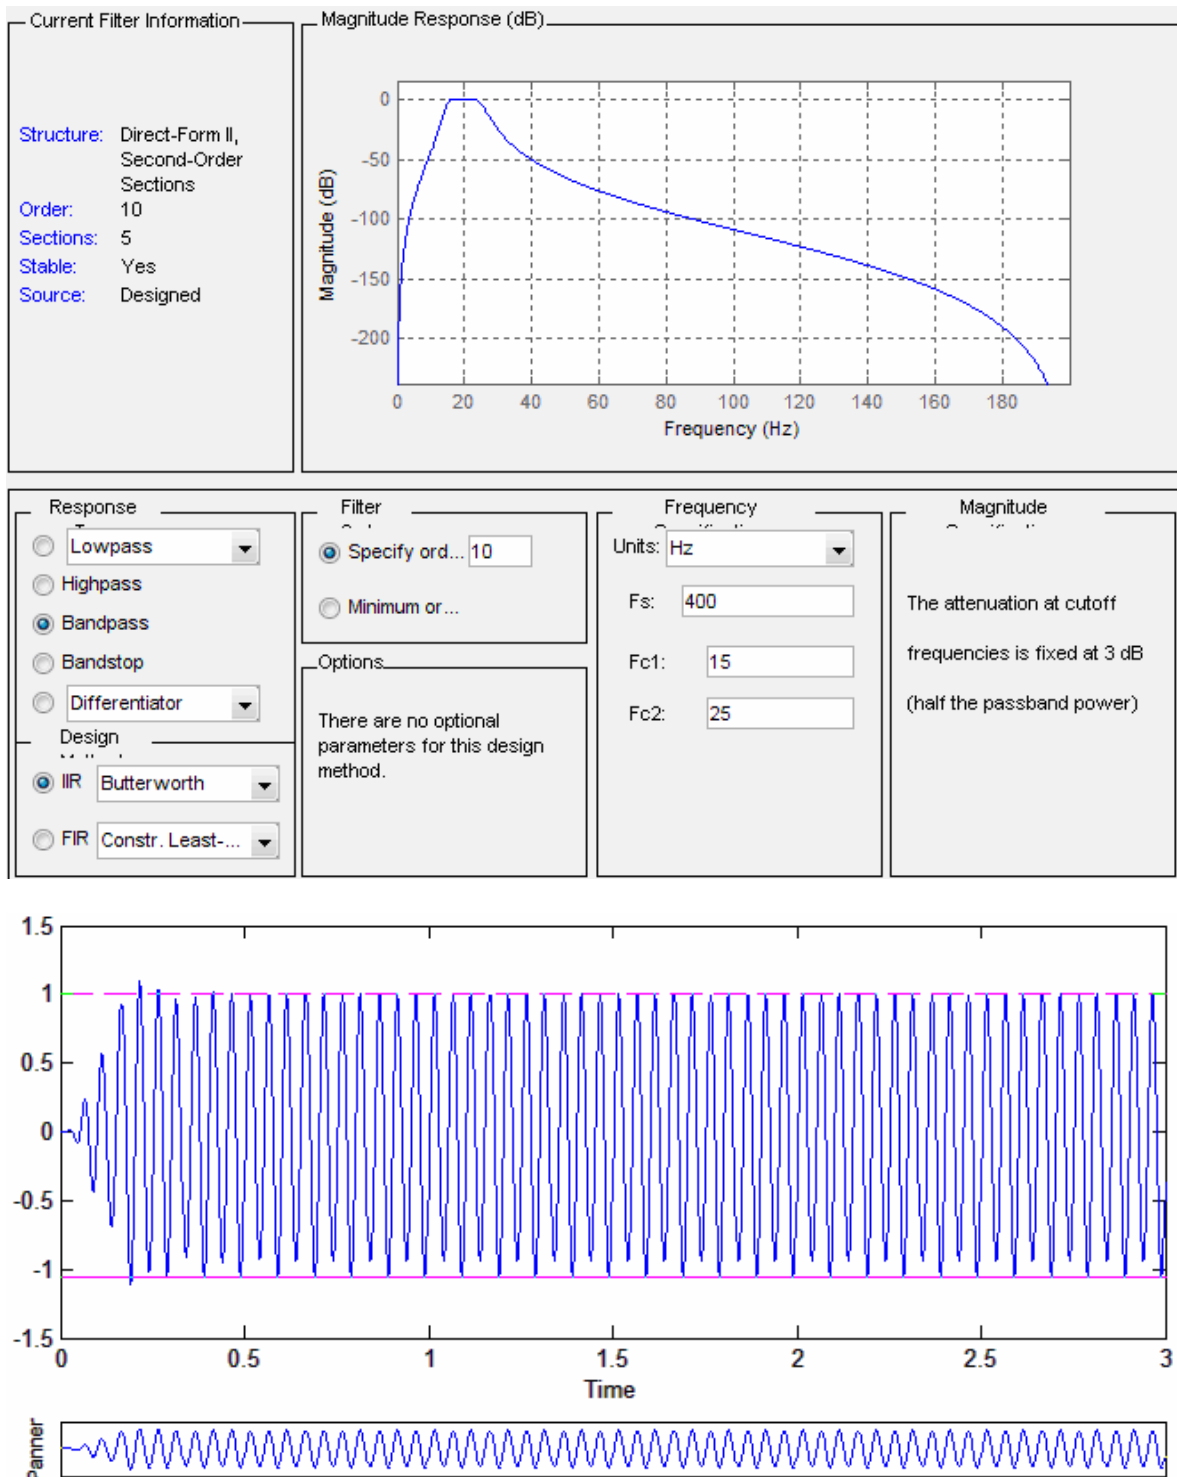 Current Filter Information
Structure: Direct-Form II,
Second-Order
Sections
Order: 10
Sections: 5
Stable: Yes
Source: Designed
Magnitude Response (dB)
Magnitude (dB)
0
-50
-100
-150
-200
0 20 40 60 80 100 120 140 160 180
Frequency (Hz)
Response
Lowpass
Highpass
Bandpass
Bandstop
Differentiator
Design
IIR Butterworth
FIR Constr. Least-...
Filter
Specify ord... 10
Minimum or...
Options
There are no optional
parameters for this design
method.
Frequency
Units: Hz
Fs: 400
Fc1: 15
Fc2: 25
Magnitude
The attenuation at cutoff
frequencies is fixed at 3 dB
(half the passband power)
1.5
1
0.5
0
-0.5
-1
-1.5
0 0.5 1 1.5 2 2.5 3
Time
Panner